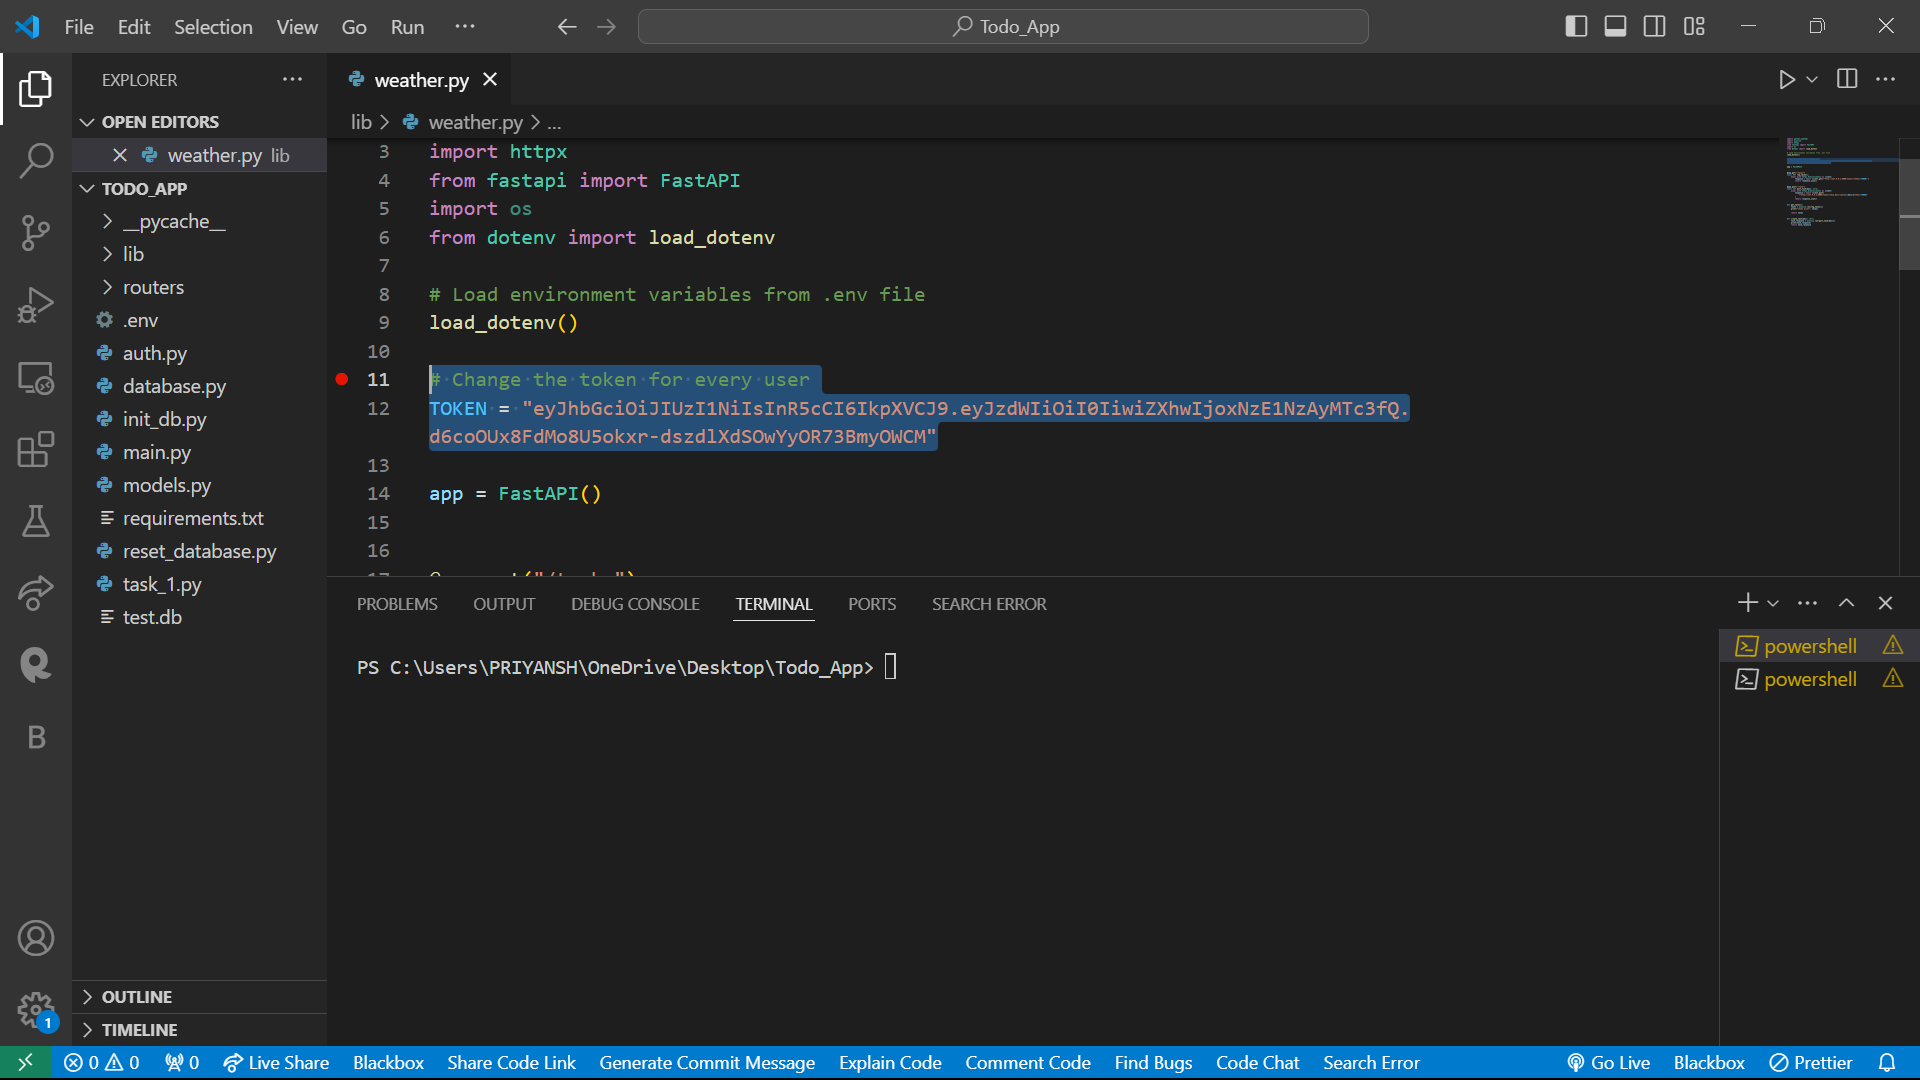 File Edit Selection View Go Run ··· Todo_App
EXPLORER
OPEN EDITORS
weather.py lib
TODO_APP
__pycache__
lib
routers
.env
auth.py
database.py
init_db.py
main.py
models.py
requirements.txt
reset_database.py
task_1.py
test.db
OUTLINE
TIMELINE
B
1
weather.py
lib > weather.py > ...
3 import httpx
4 from fastapi import FastAPI
5 import os
6 from dotenv import load_dotenv
7
8 # Load environment variables from .env file
9 load_dotenv()
10
11 # Change the token for every user
12 TOKEN = "eyJhbGciOiJIUzI1NiIsInR5cCI6IkpXVCJ9.eyJzdWIiOiI0IiwiZXhwIjoxNzE1NzAyMTc3fQ.
d6coOUx8FdMo8U5okxr-dszdlXdSOwYyOR73BmyOWCM"
13
14 app = FastAPI()
15
16
PROBLEMS OUTPUT DEBUG CONSOLE TERMINAL PORTS SEARCH ERROR
PS C:\Users\PRIYANSH\OneDrive\Desktop\Todo_App>
powershell
powershell
0 0 0 Live Share Blackbox Share Code Link Generate Commit Message Explain Code Comment Code Find Bugs Code Chat Search Error Go Live Blackbox Prettier